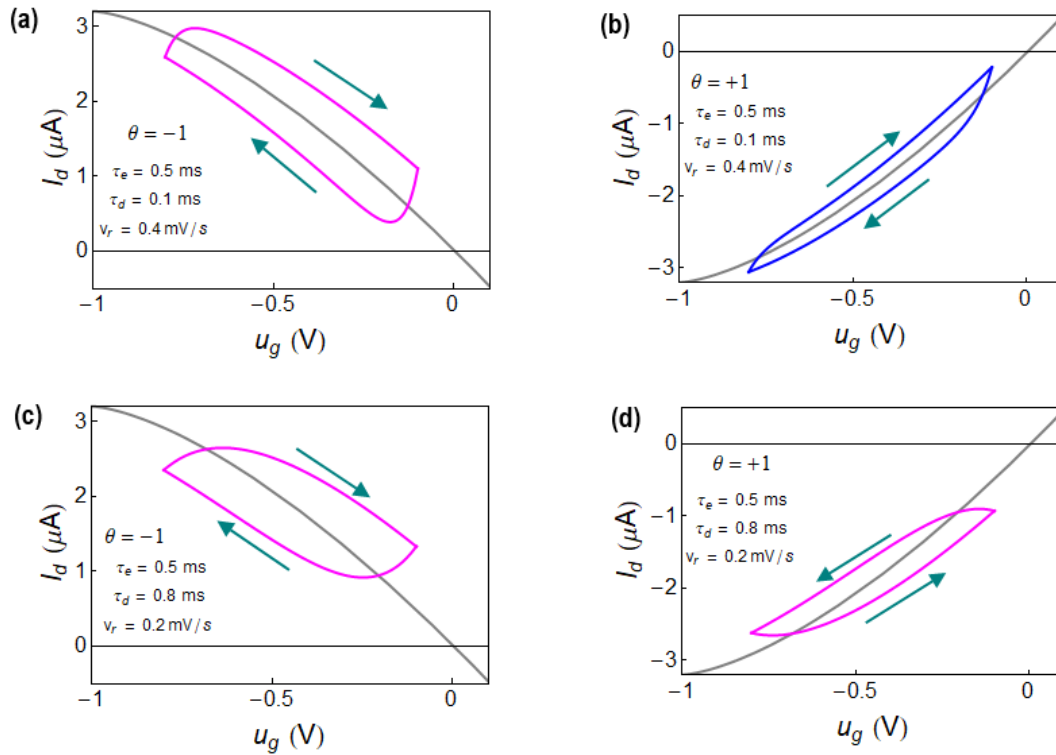 (a)
3
2
1
0
I_d (μA)
θ = −1
τ_e = 0.5 ms
τ_d = 0.1 ms
v_r = 0.4 mV/s
−1
−0.5
0
u_g (V)
(b)
0
−1
−2
−3
I_d (μA)
θ = +1
τ_e = 0.5 ms
τ_d = 0.1 ms
v_r = 0.4 mV/s
−1
−0.5
0
u_g (V)
(c)
3
2
1
0
I_d (μA)
θ = −1
τ_e = 0.5 ms
τ_d = 0.8 ms
v_r = 0.2 mV/s
−1
−0.5
0
u_g (V)
(d)
0
−1
−2
−3
I_d (μA)
θ = +1
τ_e = 0.5 ms
τ_d = 0.8 ms
v_r = 0.2 mV/s
−1
−0.5
0
u_g (V)